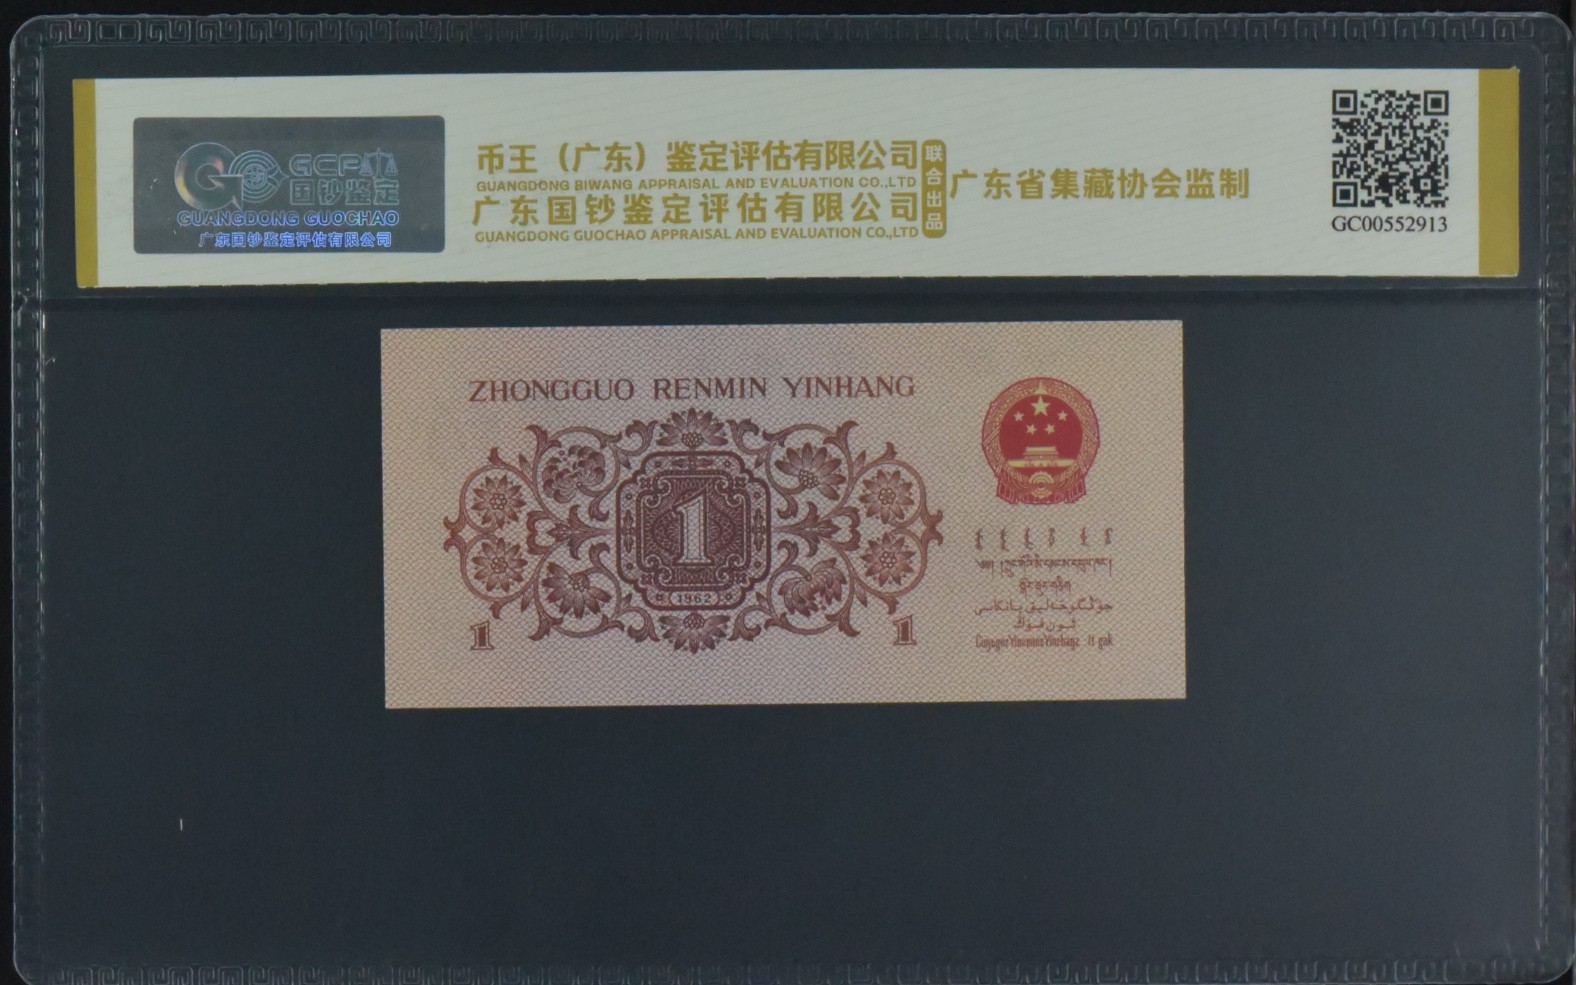 GCP
国钞鉴定
GUANGDONG GUOCHAO
广东国钞鉴定评估有限公司
币王（广东）鉴定评估有限公司
GUANGDONG BIWANG APPRAISAL AND EVALUATION CO.,LTD
广东国钞鉴定评估有限公司
GUANGDONG GUOCHAO APPRAISAL AND EVALUATION CO.,LTD
联合出品
广东省集藏协会监制
GC00552913
ZHONGGUO RENMIN YINHANG
1
1962
1
1
جۇڭگو خەلىق بانكاسى